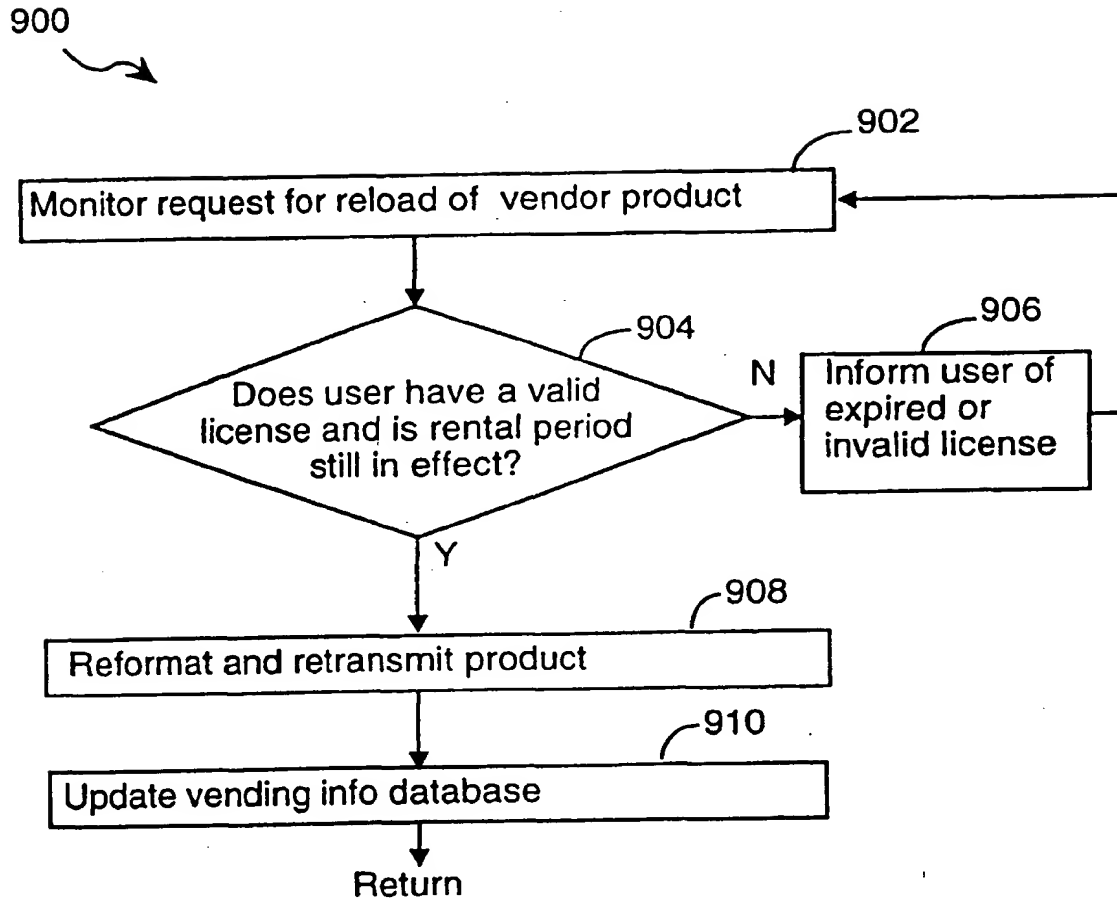 900
902
Monitor request for reload of vendor product
904
Does user have a valid
license and is rental period
still in effect?
N
906
Inform user of
expired or
invalid license
Y
908
Reformat and retransmit product
910
Update vending info database
Return